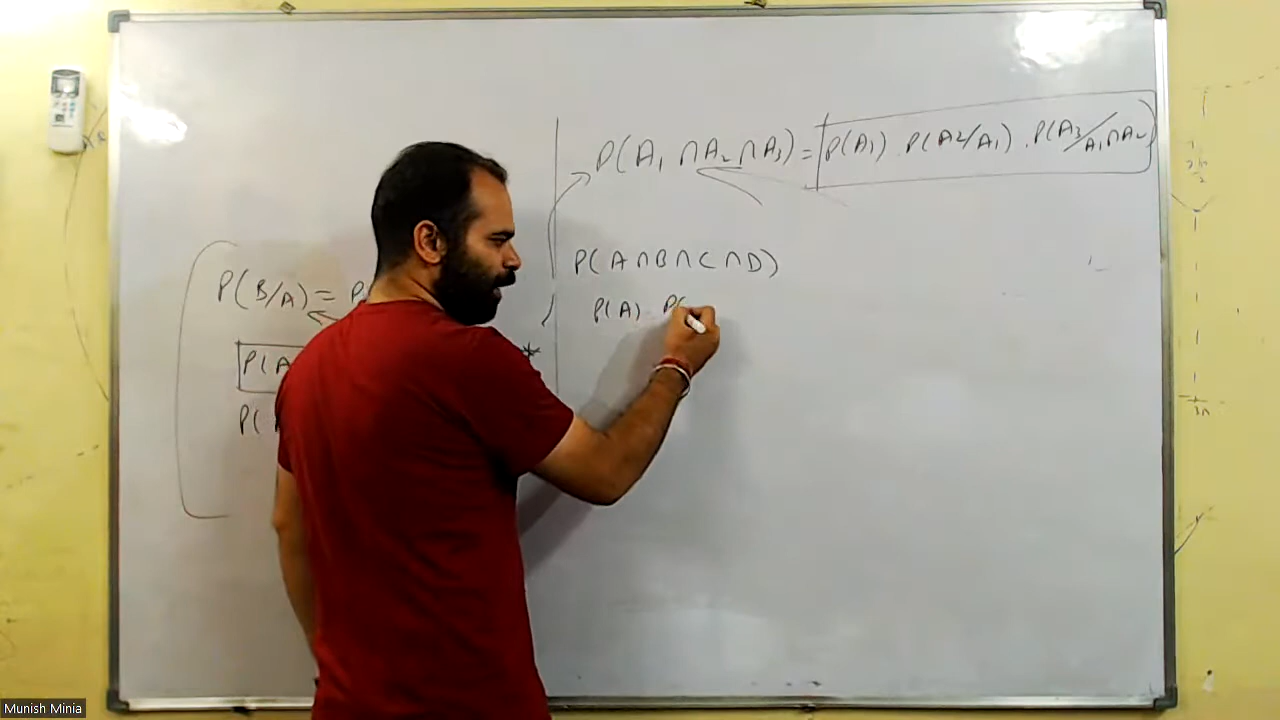 P(A₁ ∩ A₂ ∩ A₃) = P(A₁) . P(A2/A₁) . P(A₃/A₁∩A₂)
P(A∩B∩C∩D)
P(A) P(
P(B/A) = P
P(A
P(
*
Munish Minia